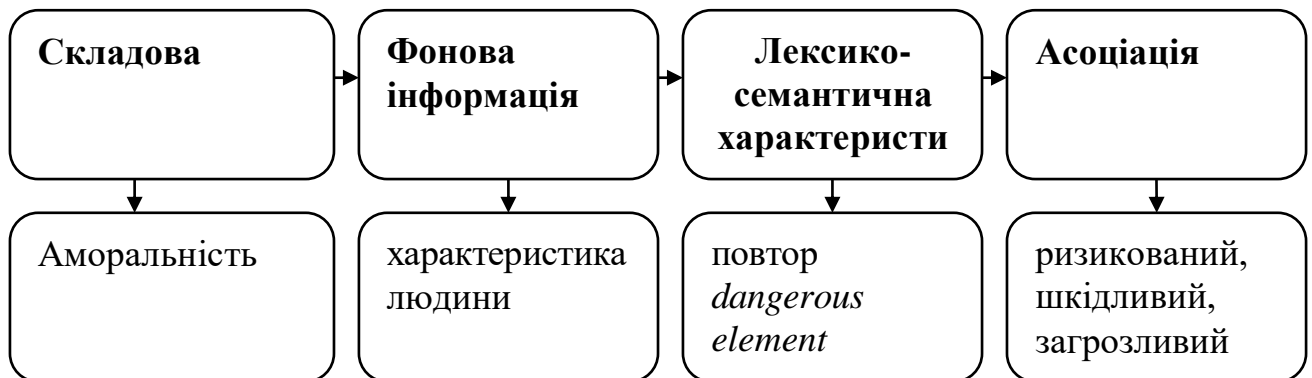 Складова
Фонова
інформація
Лексико-
семантична
характеристи
Асоціація
Аморальність
характеристика
людини
повтор
dangerous
element
ризикований,
шкідливий,
загрозливий